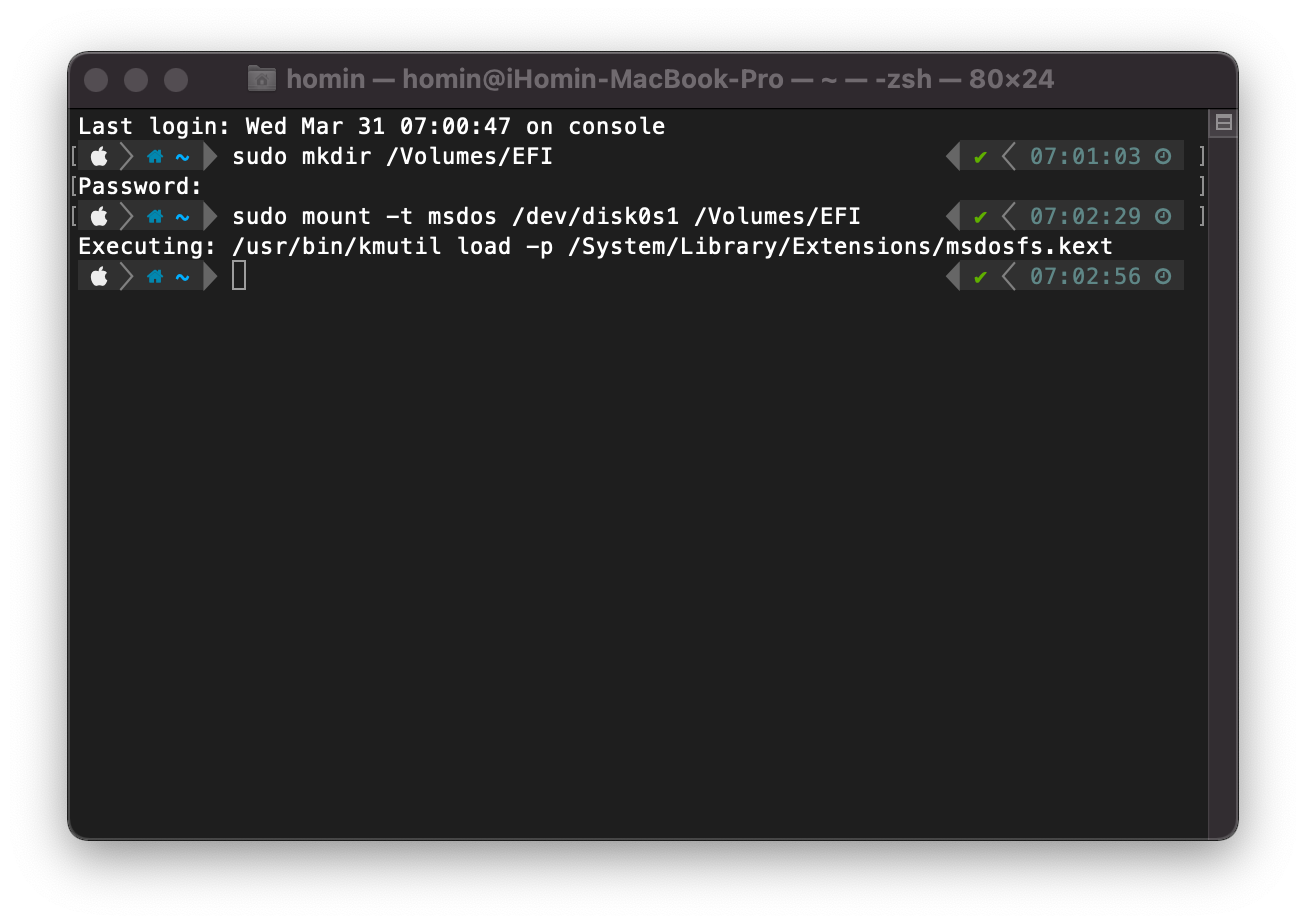 homin — homin@iHomin-MacBook-Pro — ~ — -zsh — 80×24
Last login: Wed Mar 31 07:00:47 on console
[ ~ sudo mkdir /Volumes/EFI ✔ 07:01:03 ]
[Password: ]
[ ~ sudo mount -t msdos /dev/disk0s1 /Volumes/EFI ✔ 07:02:29 ]
Executing: /usr/bin/kmutil load -p /System/Library/Extensions/msdosfs.kext
~ ✔ 07:02:56